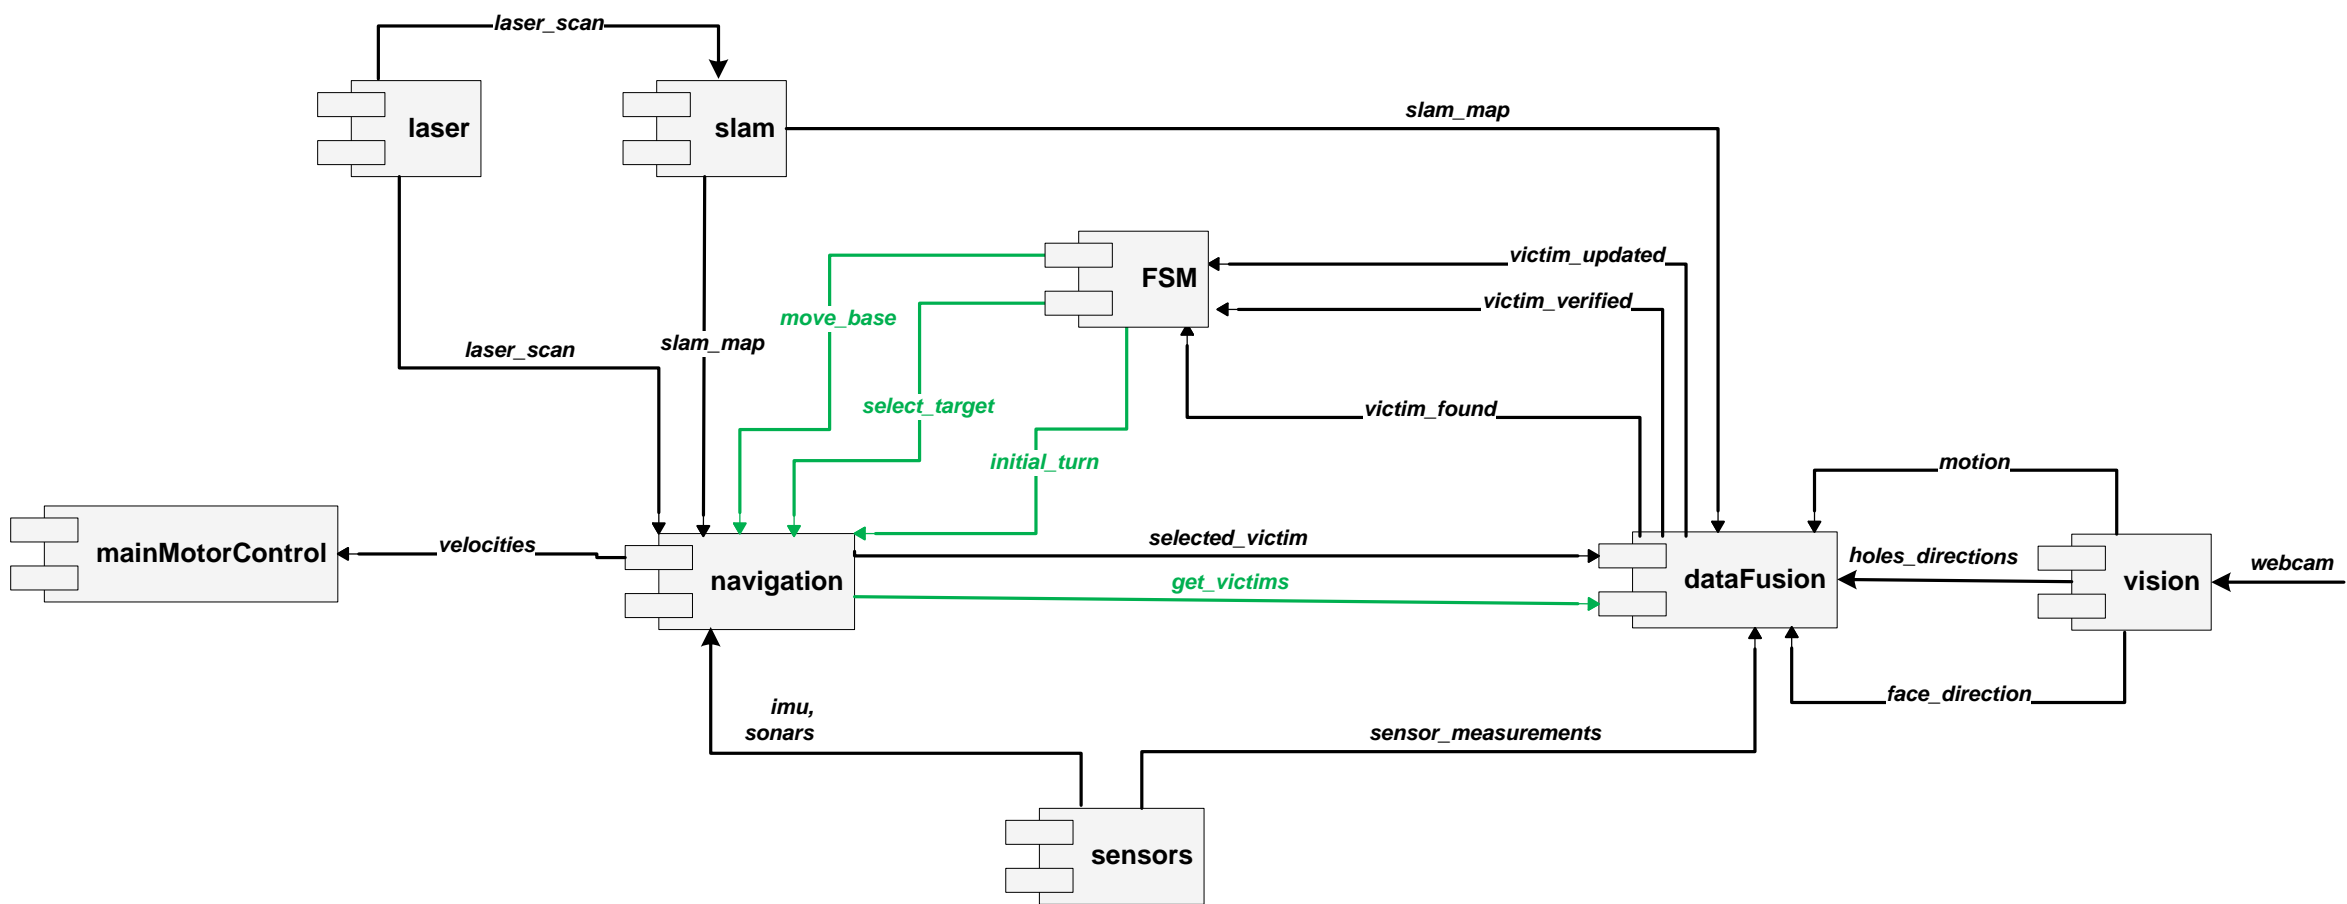 laser_scan
laser
slam
slam_map
victim_updated
FSM
victim_verified
move_base
slam_map
laser_scan
select_target
victim_found
initial_turn
motion
selected_victim
velocities
mainMotorControl
holes_directions
webcam
navigation
get_victims
dataFusion
vision
face_direction
imu,
sonars
sensor_measurements
sensors